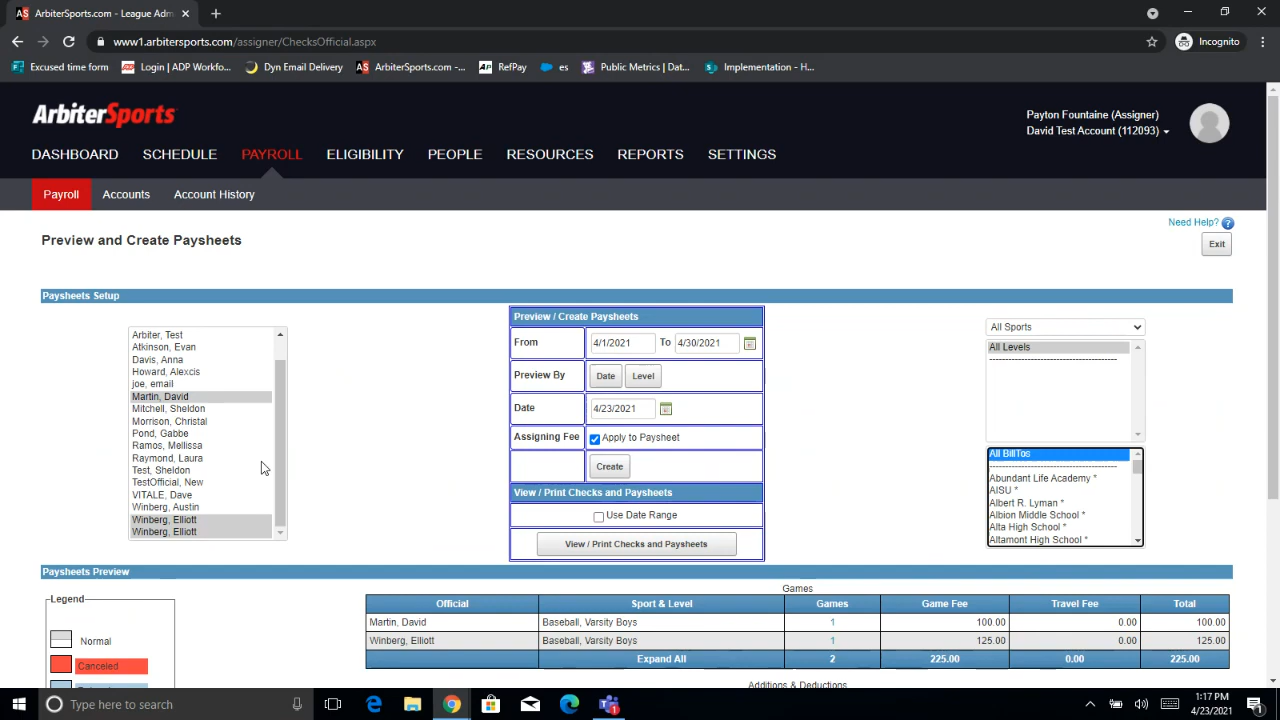 ArbiterSports.com - League Adm
www1.arbitersports.com/assigner/ChecksOfficial.aspx
Incognito
Excused time form
Login | ADP Workfo...
Dyn Email Delivery
ArbiterSports.com -...
RefPay
es
Public Metrics | Dat...
Implementation - H...
ArbiterSports
Payton Fountaine (Assigner)
David Test Account (112093)
DASHBOARD SCHEDULE PAYROLL ELIGIBILITY PEOPLE RESOURCES REPORTS SETTINGS
Payroll Accounts Account History
Need Help? ?
Preview and Create Paysheets
Exit
Paysheets Setup
Arbiter, Test
Atkinson, Evan
Davis, Anna
Howard, Alexcis
joe, email
Martin, David
Mitchell, Sheldon
Morrison, Christal
Pond, Gabbe
Ramos, Mellissa
Raymond, Laura
Test, Sheldon
TestOfficial, New
VITALE, Dave
Winberg, Austin
Winberg, Elliott
Winberg, Elliott
Preview / Create Paysheets
From 4/1/2021 To 4/30/2021
Preview By Date Level
Date 4/23/2021
Assigning Fee Apply to Paysheet
Create
View / Print Checks and Paysheets
Use Date Range
View / Print Checks and Paysheets
All Sports
All Levels
All BillTos
Abundant Life Academy *
AISU *
Albert R. Lyman *
Albion Middle School *
Alta High School *
Altamont High School *
Paysheets Preview
Legend
Normal
Canceled
Games
Official Sport & Level Games Game Fee Travel Fee Total
Martin, David Baseball, Varsity Boys 1 100.00 0.00 100.00
Winberg, Elliott Baseball, Varsity Boys 1 125.00 0.00 125.00
Expand All 2 225.00 0.00 225.00
Additions & Deductions
Type here to search
1:17 PM
4/23/2021